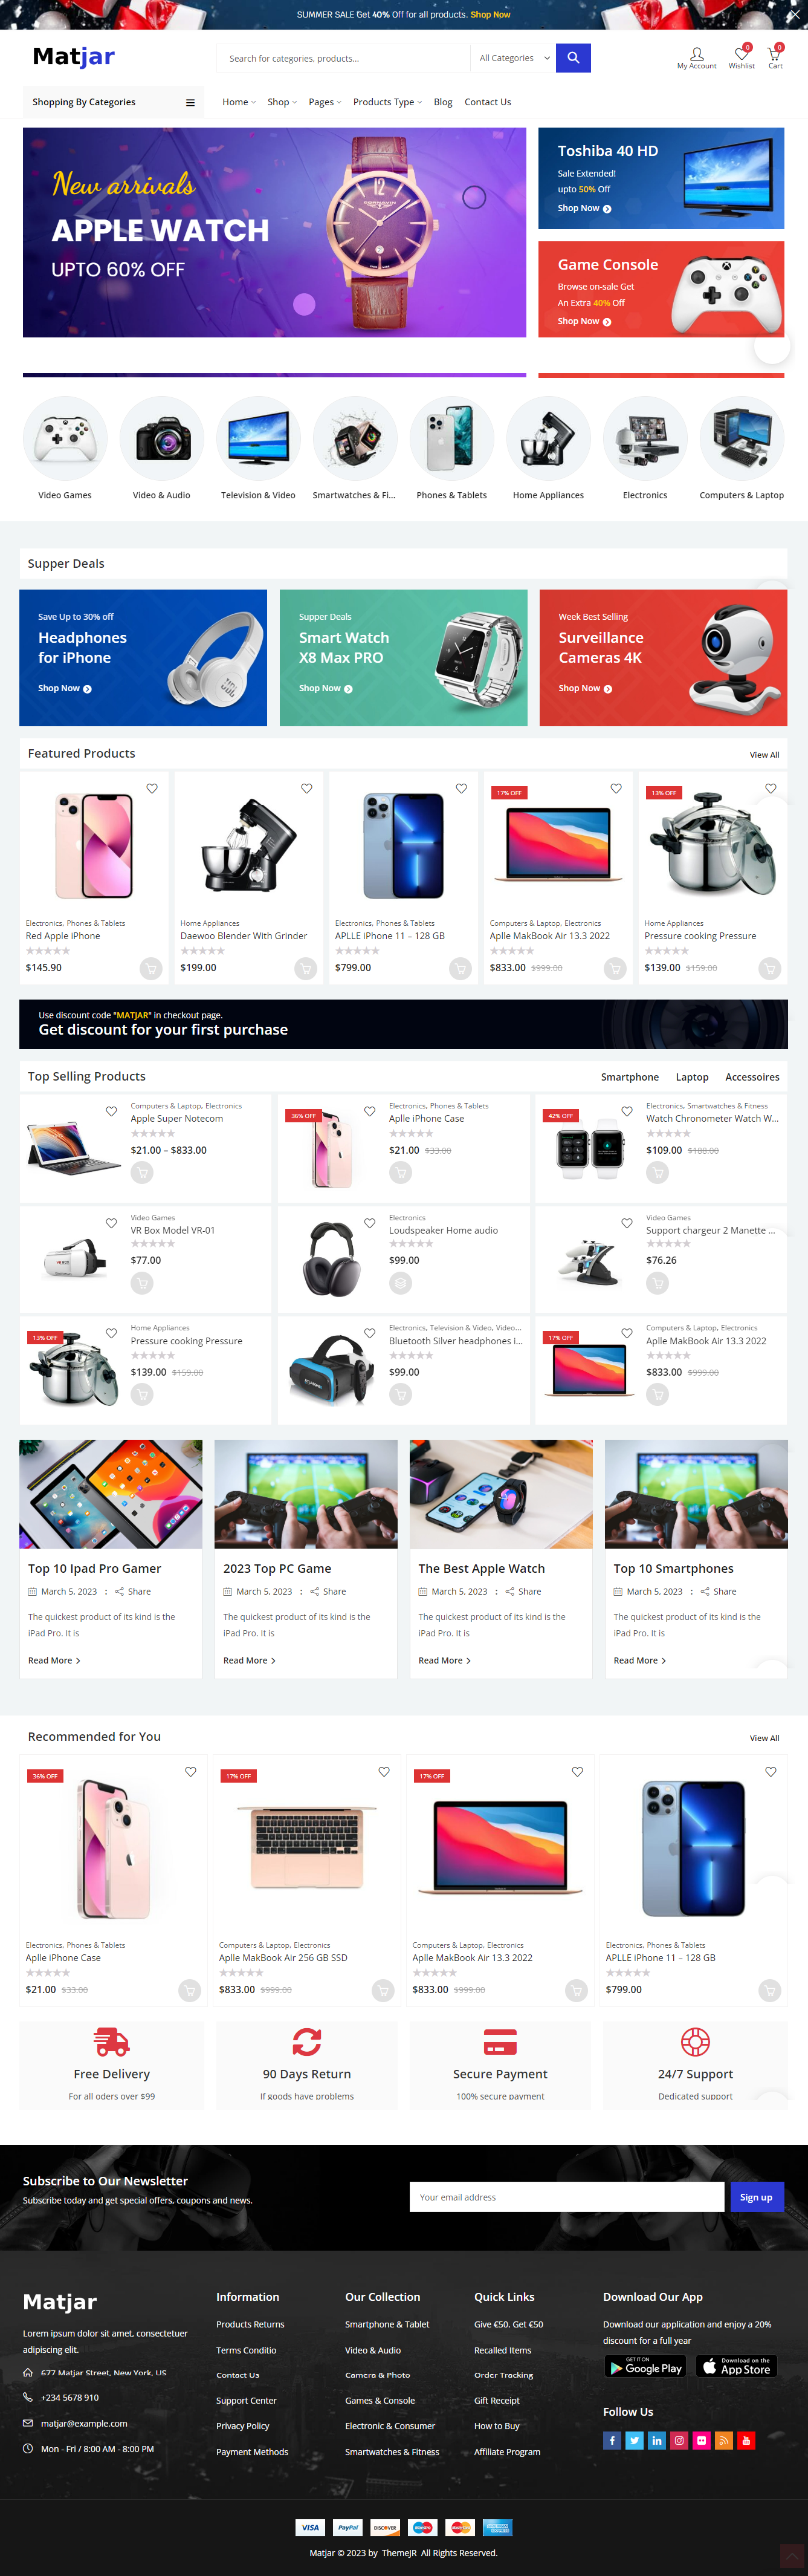 SUMMER SALE Get 40% Off for all products. Shop Now
Matjar
Search for categories, products...
All Categories
My Account
0
Wishlist
0
Cart
Shopping By Categories
Home
Shop
Pages
Products Type
Blog
Contact Us
New arrivals
APPLE WATCH
UPTO 60% OFF
Toshiba 40 HD
Sale Extended!
upto 50% Off
Shop Now
Game Console
Browse on-sale Get
An Extra 40% Off
Shop Now
Video Games
Video & Audio
Television & Video
Smartwatches & Fi...
Phones & Tablets
Home Appliances
Electronics
Computers & Laptop
Supper Deals
Save Up to 30% off
Headphones
for iPhone
Shop Now
Supper Deals
Smart Watch
X8 Max PRO
Shop Now
Week Best Selling
Surveillance
Cameras 4K
Shop Now
Featured Products
View All
Electronics, Phones & Tablets
Red Apple iPhone
$145.90
Home Appliances
Daewoo Blender With Grinder
$199.00
Electronics, Phones & Tablets
APLLE iPhone 11 – 128 GB
$799.00
17% OFF
Computers & Laptop, Electronics
Aplle MakBook Air 13.3 2022
$833.00 $999.00
13% OFF
Home Appliances
Pressure cooking Pressure
$139.00 $159.00
Use discount code "MATJAR" in checkout page.
Get discount for your first purchase
Top Selling Products
Smartphone
Laptop
Accessoires
Computers & Laptop, Electronics
Apple Super Notecom
$21.00 – $833.00
36% OFF
Electronics, Phones & Tablets
Aplle iPhone Case
$21.00 $33.00
42% OFF
Electronics, Smartwatches & Fitness
Watch Chronometer Watch W...
$109.00 $188.00
Video Games
VR Box Model VR-01
$77.00
Electronics
Loudspeaker Home audio
$99.00
Video Games
Support chargeur 2 Manette ...
$76.26
13% OFF
Home Appliances
Pressure cooking Pressure
$139.00 $159.00
Electronics, Television & Video, Video...
Bluetooth Silver headphones i...
$99.00
17% OFF
Computers & Laptop, Electronics
Aplle MakBook Air 13.3 2022
$833.00 $999.00
Top 10 Ipad Pro Gamer
March 5, 2023 : Share
The quickest product of its kind is the
iPad Pro. It is
Read More
2023 Top PC Game
March 5, 2023 : Share
The quickest product of its kind is the
iPad Pro. It is
Read More
The Best Apple Watch
March 5, 2023 : Share
The quickest product of its kind is the
iPad Pro. It is
Read More
Top 10 Smartphones
March 5, 2023 : Share
The quickest product of its kind is the
iPad Pro. It is
Read More
Recommended for You
View All
36% OFF
Electronics, Phones & Tablets
Aplle iPhone Case
$21.00 $33.00
17% OFF
Computers & Laptop, Electronics
Aplle MakBook Air 256 GB SSD
$833.00 $999.00
17% OFF
Computers & Laptop, Electronics
Aplle MakBook Air 13.3 2022
$833.00 $999.00
Electronics, Phones & Tablets
APLLE iPhone 11 – 128 GB
$799.00
Free Delivery
For all oders over $99
90 Days Return
If goods have problems
Secure Payment
100% secure payment
24/7 Support
Dedicated support
Subscribe to Our Newsletter
Subscribe today and get special offers, coupons and news.
Your email address
Sign up
Matjar
Lorem ipsum dolor sit amet, consectetuer
adipiscing elit.
677 Matjar Street, New York, US
+234 5678 910
matjar@example.com
Mon - Fri / 8:00 AM - 8:00 PM
Information
Products Returns
Terms Conditio
Contact Us
Support Center
Privacy Policy
Payment Methods
Our Collection
Smartphone & Tablet
Video & Audio
Camera & Photo
Games & Console
Electronic & Consumer
Smartwatches & Fitness
Quick Links
Give €50. Get €50
Recalled Items
Order Tracking
Gift Receipt
How to Buy
Affiliate Program
Download Our App
Download our application and enjoy a 20%
discount for a full year
GET IT ON
Google Play
Download on the
App Store
Follow Us
VISA
PayPal
DISCOVER
Maestro
MasterCard
Matjar © 2023 by ThemeJR All Rights Reserved.